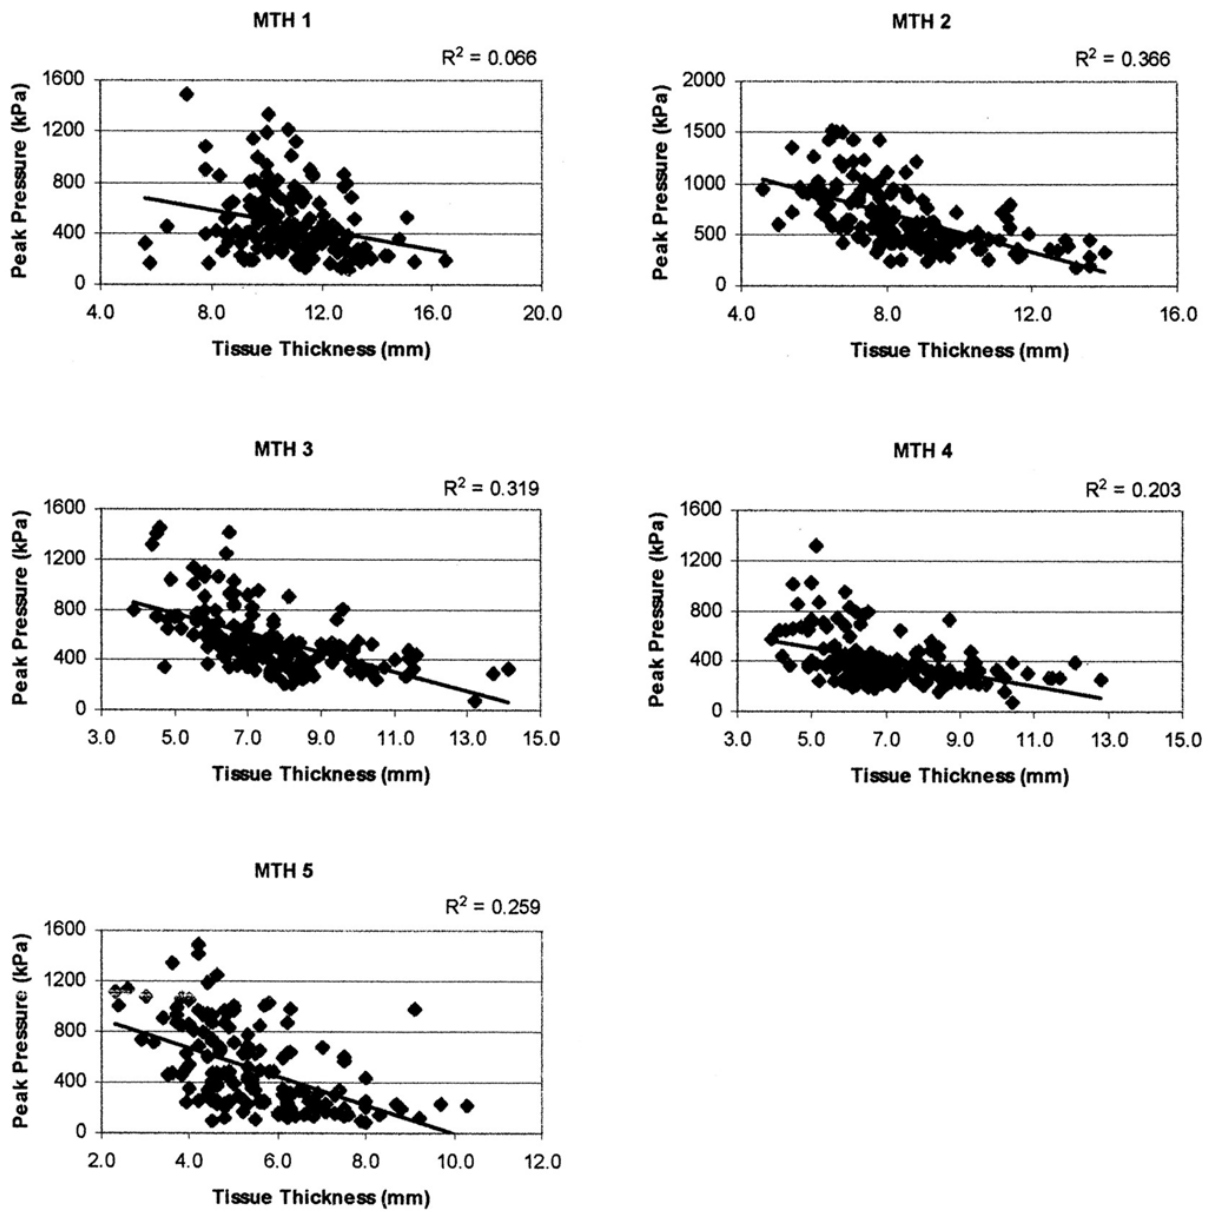 MTH 1
R² = 0.066
Peak Pressure (kPa)
1600
1200
800
400
0
4.0 8.0 12.0 16.0 20.0
Tissue Thickness (mm)
MTH 2
R² = 0.366
Peak Pressure (kPa)
2000
1500
1000
500
0
4.0 8.0 12.0 16.0
Tissue Thickness (mm)
MTH 3
R² = 0.319
Peak Pressure (kPa)
1600
1200
800
400
0
3.0 5.0 7.0 9.0 11.0 13.0 15.0
Tissue Thickness (mm)
MTH 4
R² = 0.203
Peak Pressure (kPa)
1600
1200
800
400
0
3.0 5.0 7.0 9.0 11.0 13.0 15.0
Tissue Thickness (mm)
MTH 5
R² = 0.259
Peak Pressure (kPa)
1600
1200
800
400
0
2.0 4.0 6.0 8.0 10.0 12.0
Tissue Thickness (mm)